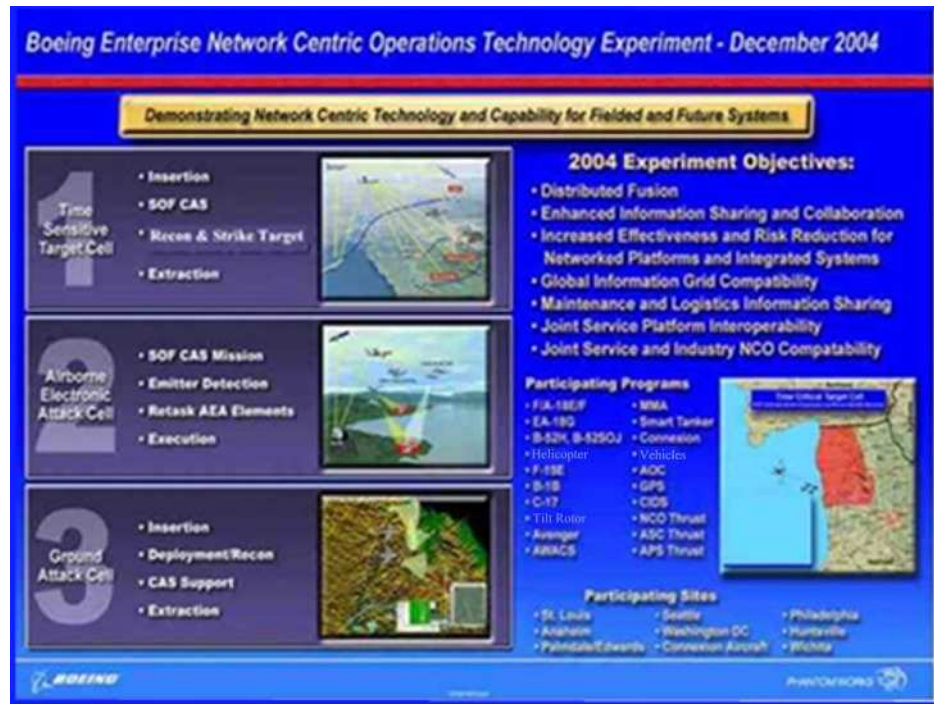 Boeing Enterprise Network Centric Operations Technology Experiment - December 2004
Demonstrating Network Centric Technology and Capability for Fielded and Future Systems
1
Time
Sensitive
Target Cell
• Insertion
• SOF CAS
• Recon & Strike Target
• Extraction
2
Airborne
Electronic
Attack Cell
• SOF CAS Mission
• Emitter Detection
• Retask AEA Elements
• Execution
3
Ground
Attack Cell
• Insertion
• Deployment/Recon
• CAS Support
• Extraction
2004 Experiment Objectives:
• Distributed Fusion
• Enhanced Information Sharing and Collaboration
• Increased Effectiveness and Risk Reduction for
Networked Platforms and Integrated Systems
• Global Information Grid Compatibility
• Maintenance and Logistics Information Sharing
• Joint Service Platform Interoperability
• Joint Service and Industry NCO Compatability
Participating Programs
• F/A-18E/F
• EA-18G
• B-52H, B-52SOJ
• Helicopter
• F-15E
• B-1B
• C-17
• Tilt Rotor
• Avenger
• AWACS
• MMA
• Smart Tanker
• Connexion
• Vehicles
• AOC
• GPS
• CIDS
• NCO Thrust
• ASC Thrust
• APS Thrust
Time Critical Target Cell
Participating Sites
• St. Louis
• Anaheim
• Palmdale/Edwards
• Seattle
• Washington DC
• Connexion Aircraft
• Philadelphia
• Huntsville
• Wichita
BOEING
PHANTOM WORKS